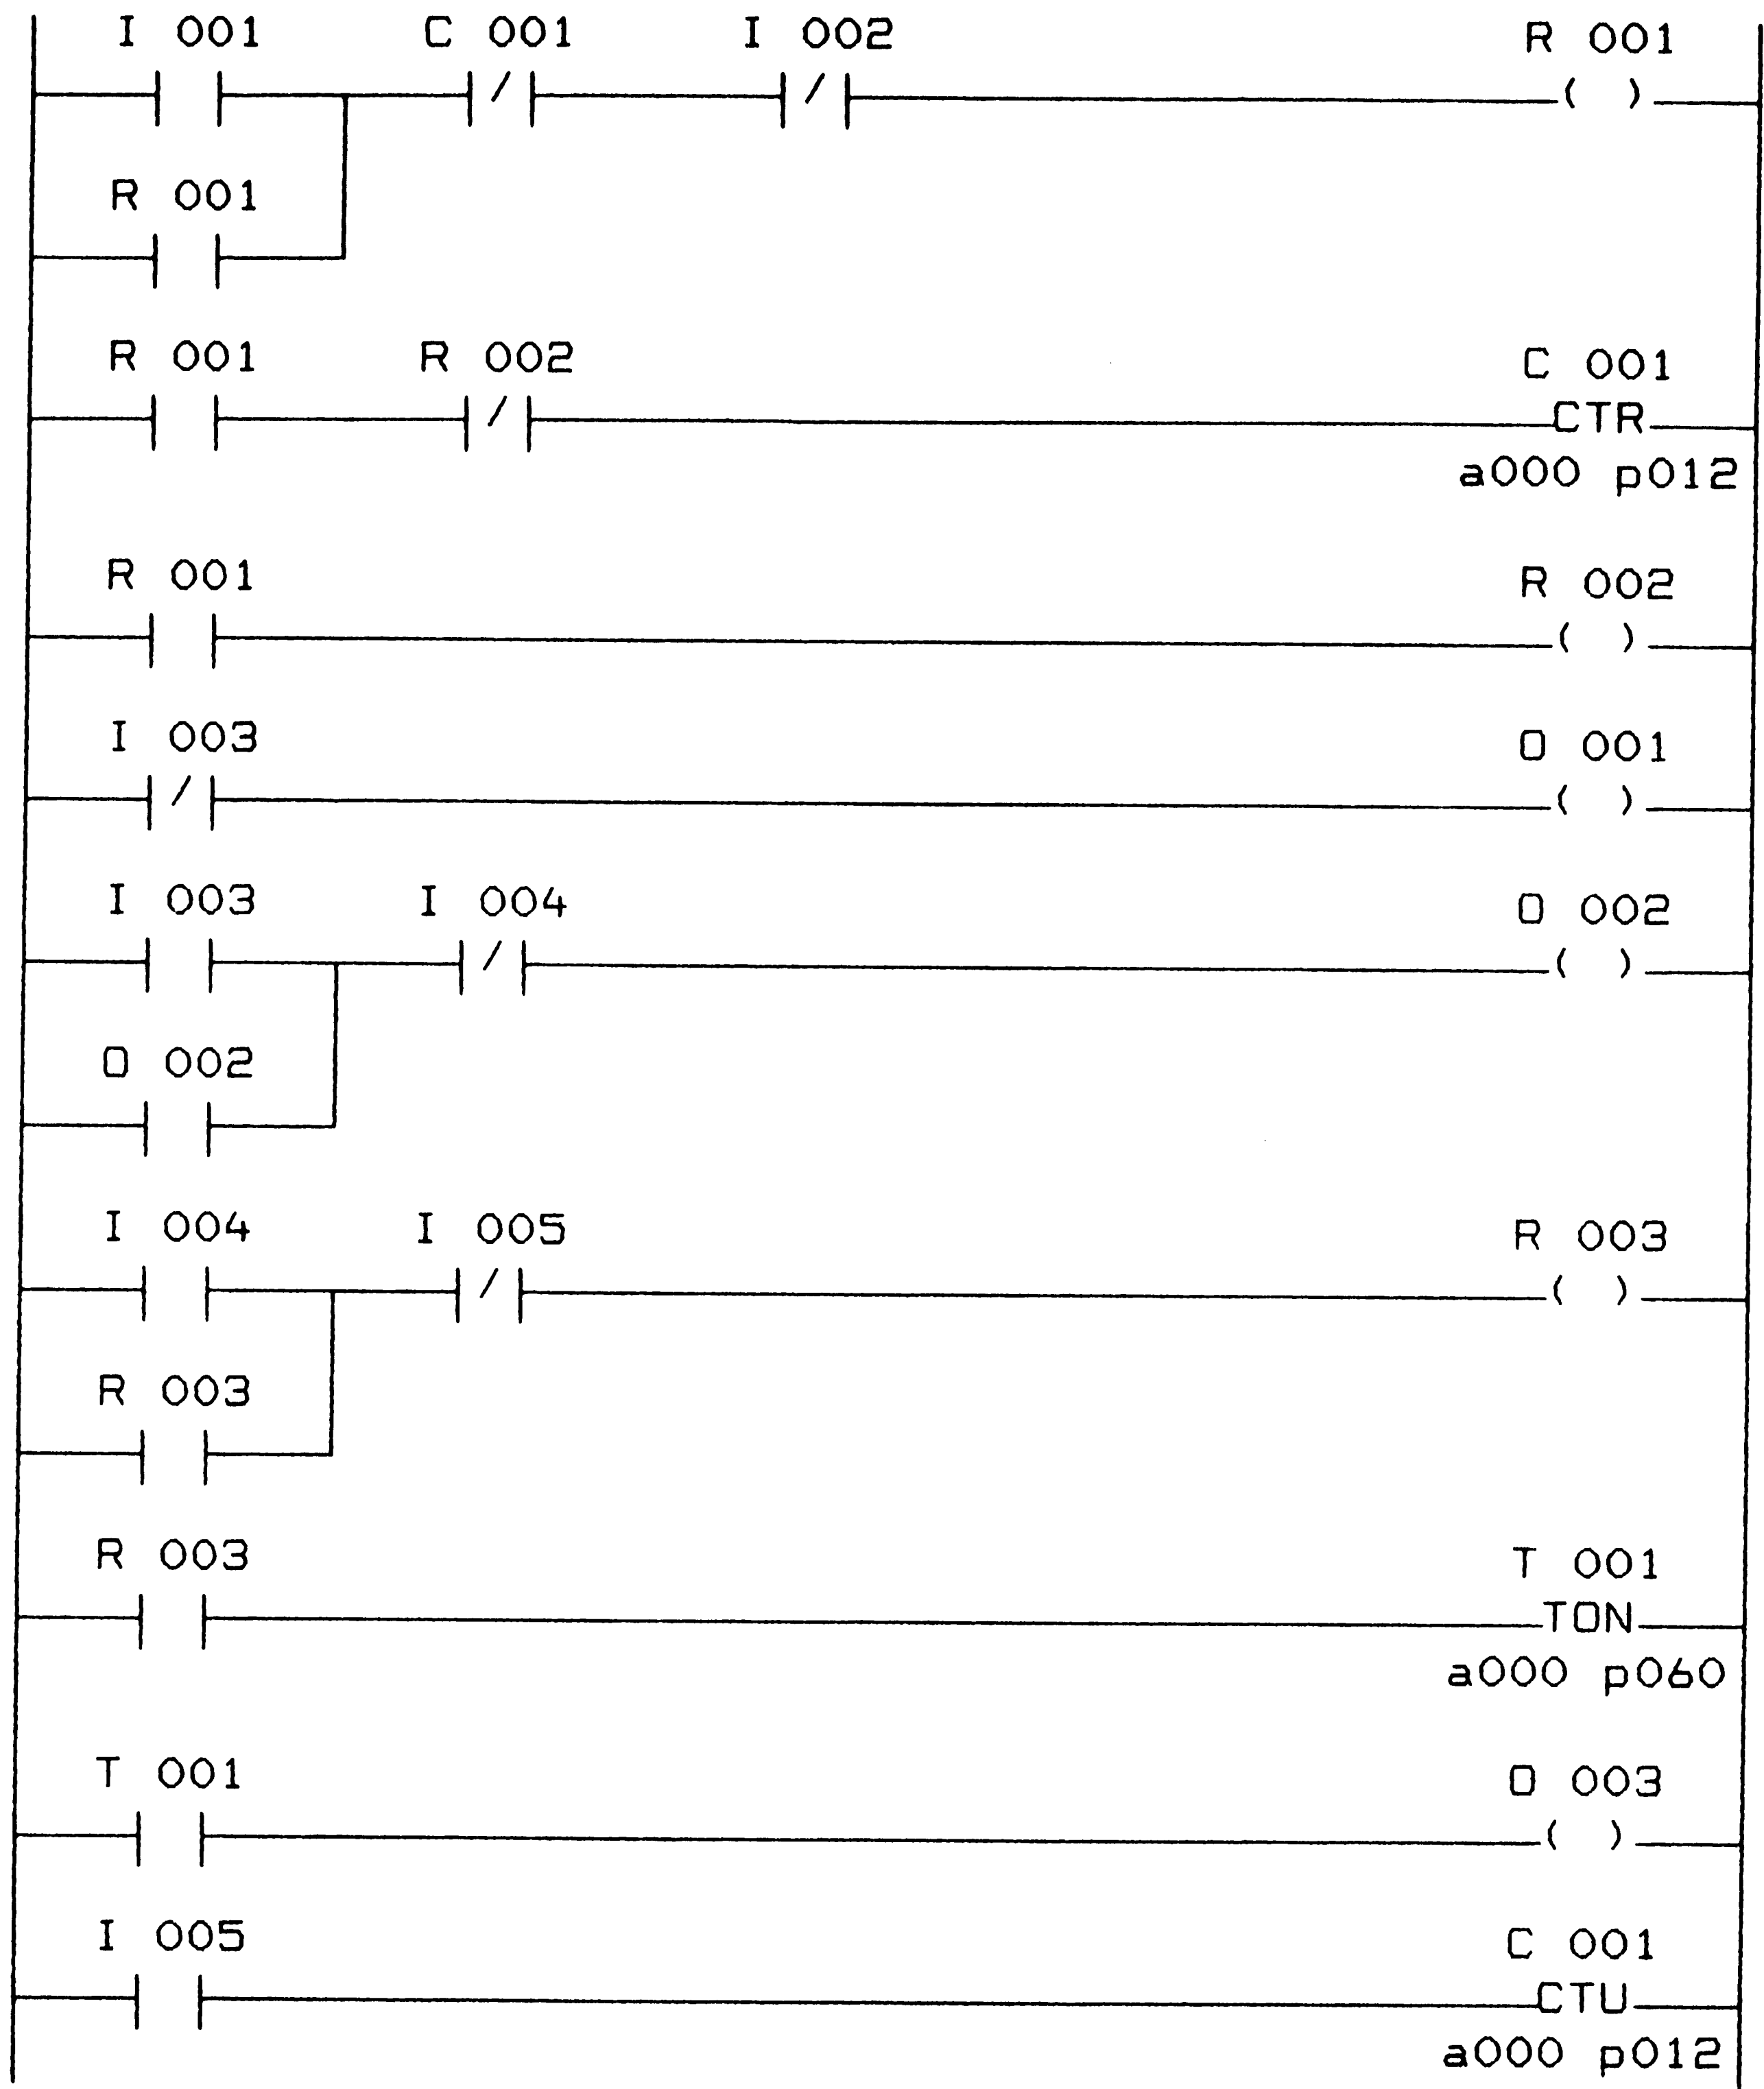 I 001 C 001 I 002 R 001
R 001
R 001 R 002 C 001
CTR
a000 p012
R 001 R 002
I 003 O 001
I 003 I 004 O 002
O 002
I 004 I 005 R 003
R 003
R 003 T 001
TON
a000 p060
T 001 O 003
I 005 C 001
CTU
a000 p012